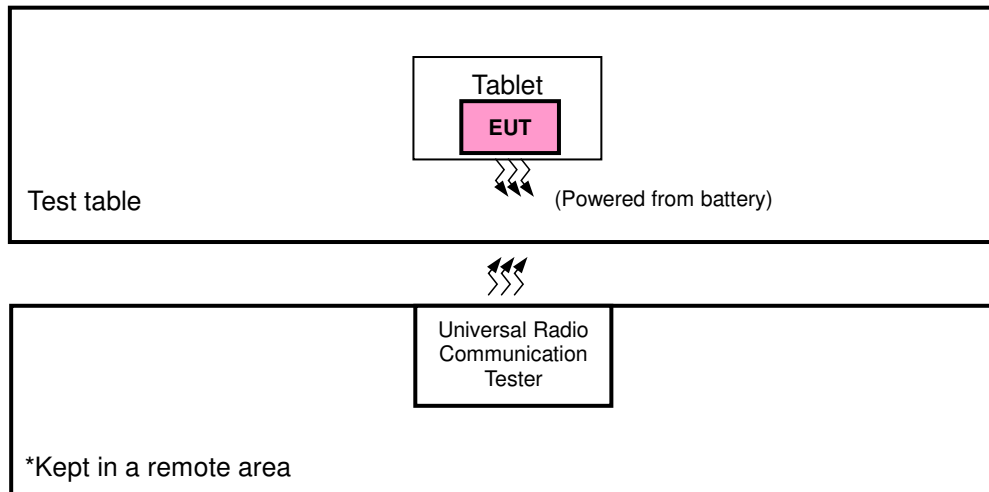 Tablet
EUT
Test table
(Powered from battery)
Universal Radio
Communication
Tester
*Kept in a remote area